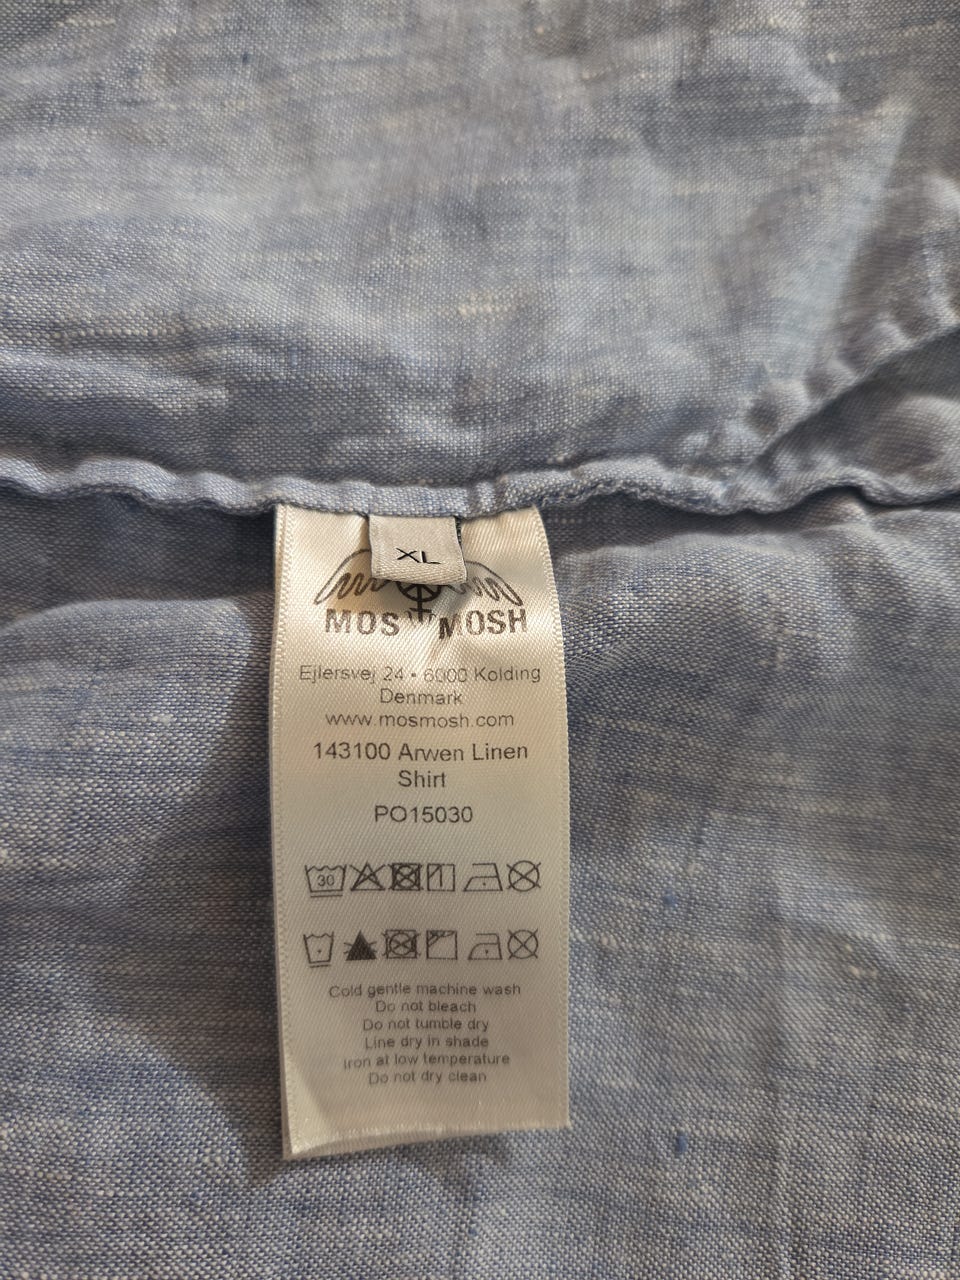 XL
MOS MOSH
Ejlersvej 24 • 6000 Kolding
Denmark
www.mosmosh.com
143100 Arwen Linen
Shirt
PO15030
30
Cold gentle machine wash
Do not bleach
Do not tumble dry
Line dry in shade
Iron at low temperature
Do not dry clean